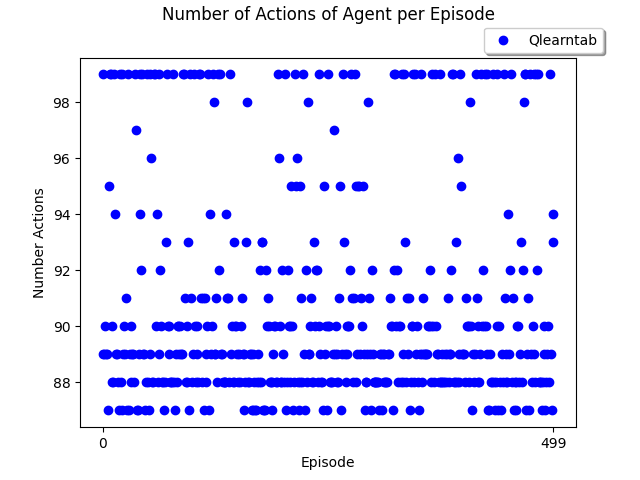 Number of Actions of Agent per Episode
Qlearntab
98
96
94
92
90
88
Number Actions
0
499
Episode